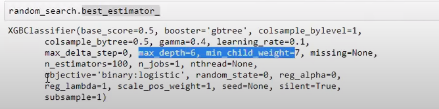 random_search.best_estimator_
XGBClassifier(base_score=0.5, booster='gbtree', colsample_bylevel=1,
colsample_bytree=0.5, gamma=0.4, learning_rate=0.1,
max_delta_step=0, max_depth=6, min_child_weight=7, missing=None,
n_estimators=100, n_jobs=1, nthread=None,
objective='binary:logistic', random_state=0, reg_alpha=0,
reg_lambda=1, scale_pos_weight=1, seed=None, silent=True,
subsample=1)